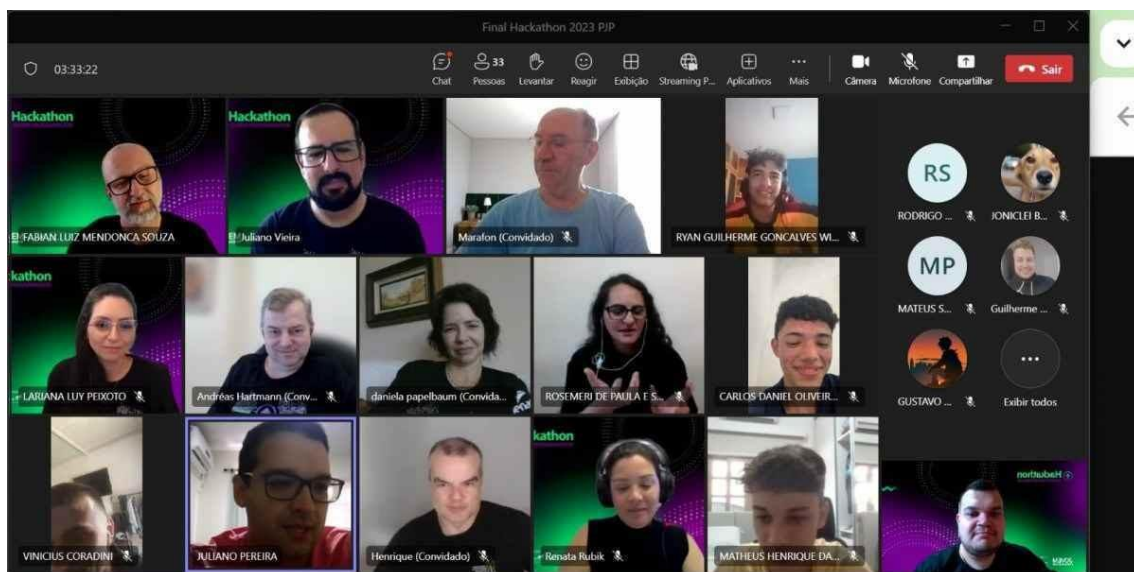 Final Hackathon 2023 PJP
03:33:22
Chat
33
Pessoas
Levantar
Reagir
Exibição
Streaming P...
Aplicativos
Mais
Câmera
Microfone
Compartilhar
Sair
Hackathon
FABIAN LUIZ MENDONCA SOUZA
Hackathon
Juliano Vieira
Marafon (Convidado)
RYAN GUILHERME GONCALVES WI...
RS
RODRIGO ...
JONICLEI B...
MP
MATEUS S...
Guilherme ...
GUSTAVO ...
Exibir todos
kathon
LARIANA LUY PEIXOTO
Andréas Hartmann (Conv...
daniela papelbaum (Convida...
ROSEMERI DE PAULA E S...
CARLOS DANIEL OLIVEIR...
VINICIUS CORADINI
JULIANO PEREIRA
Henrique (Convidado)
kathon
Renata Rubik
MATHEUS HENRIQUE DA...
Hackathon